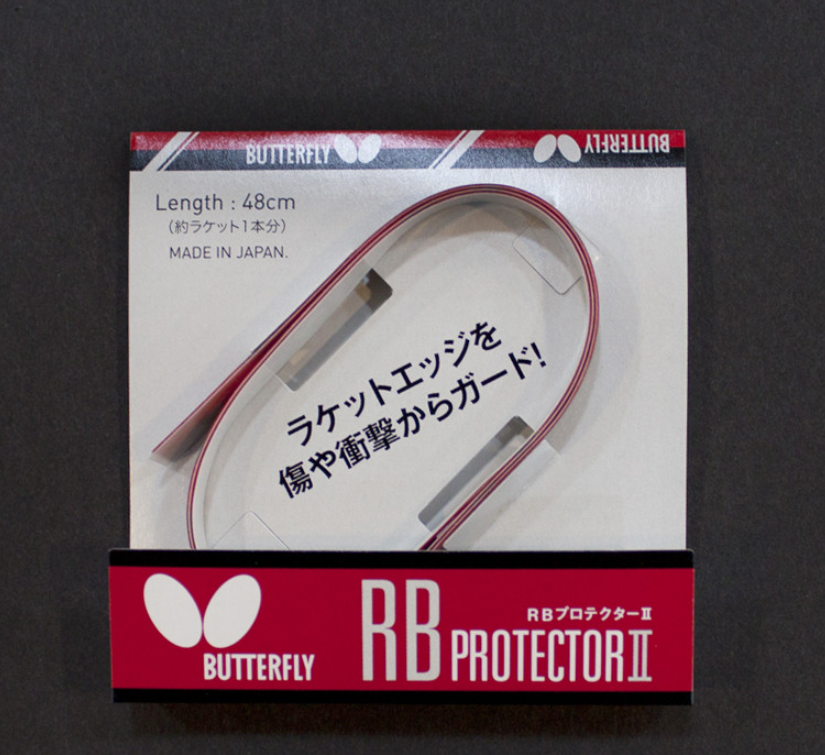 BUTTERFLY
BUTTERFLY
Length : 48cm
(約ラケット1本分)
MADE IN JAPAN.
ラケットエッジを
傷や衝撃からガード!
BUTTERFLY
RB
RBプロテクターⅡ
PROTECTORⅡ